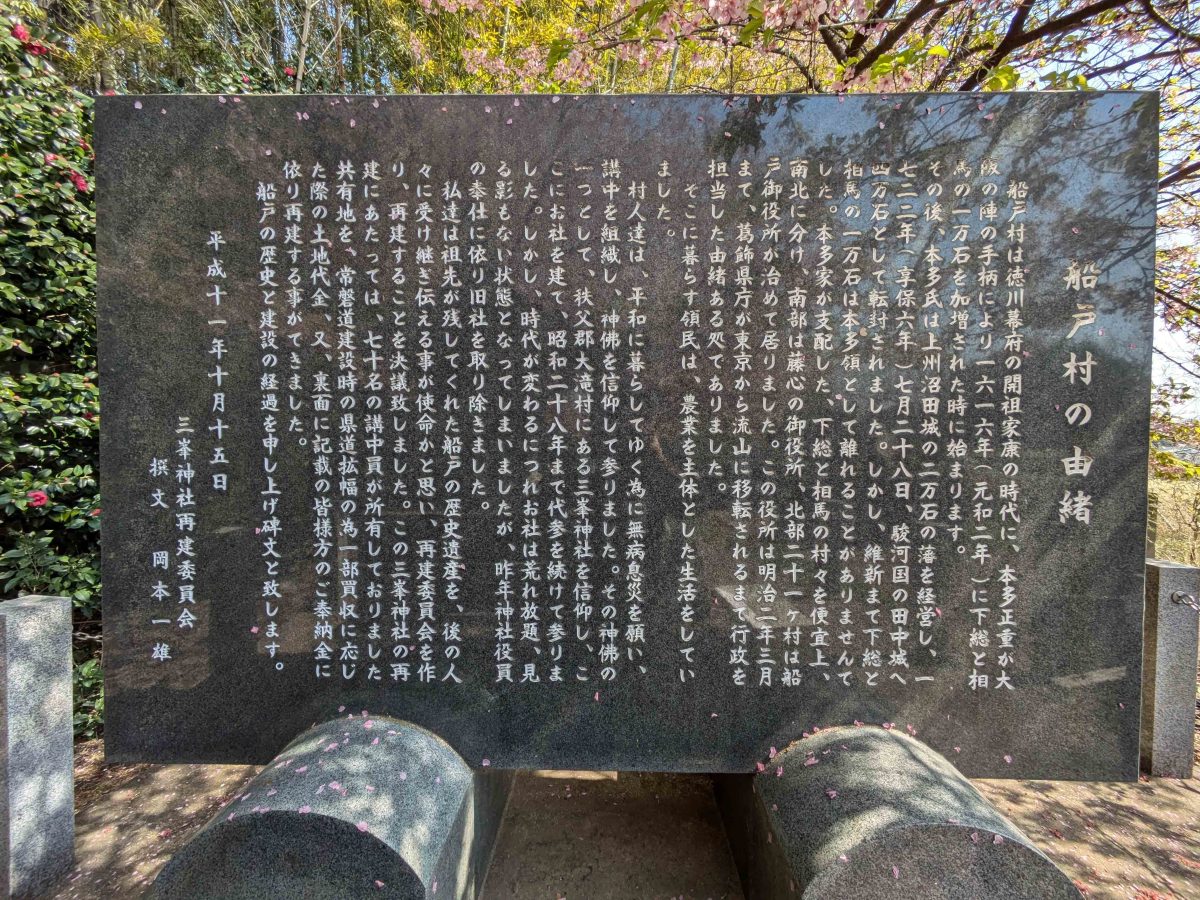 船戸村の由緒
船戸村は徳川幕府の開祖家康の時代に、本多正重が大
阪の陣の手柄により一六一六年(元和二年)に下総と相
馬の一万石を加増された時に始まります。
その後、本多氏は上州沼田城の二万石の藩を経営し、一
七二二年(享保六年)七月二十八日、駿河国の田中城へ
四万石として転封されました。しかし、維新まで下総と
相馬の一万石は本多領として離れることがありませんで
した。本多家が支配した、下総と相馬の村々を便宜上、
南北に分け、南部は藤心の御役所、北部二十一ヶ村は船
戸御役所が治めて居りました。この役所は明治二年三月
まで、葛飾県庁が東京から流山に移転されるまて行政を
担当した由緒ある処でありました。
そこに暮らす領民は、農業を主体とした生活をしてい
ました。
村人達は、平和に暮らしてゆく為に無病息災を願い、
講中を組織し、神佛を信仰して参りました。その神佛の
一つとして、秩父郡大滝村にある三峯神社を信仰し、こ
こにお社を建て、昭和二十八年まで代参を続けて参りま
した。しかし、時代が変わるにつれお社は荒れ放題、見
る影もない状態となってしまいましたが、昨年神社役員
の奉仕に依り旧社を取り除きました。
私達は祖先が残してくれた船戸の歴史遺産を、後の人
々に受け継ぎ伝える事が使命かと思い、再建委員会を作
り、再建することを決議致しました。この三峯神社の再
建にあたっては、七十名の講中員が所有しておりました
共有地を、常磐道建設時の県道拡幅の為一部買収に応じ
た際の土地代金、又、裏面に記載の皆様方のご奉納金に
依り再建する事ができました。
船戸の歴史と建設の経過を申し上げ碑文と致します。
平成十一年十月十五日
三峯神社再建委員会
撰文 岡本一雄